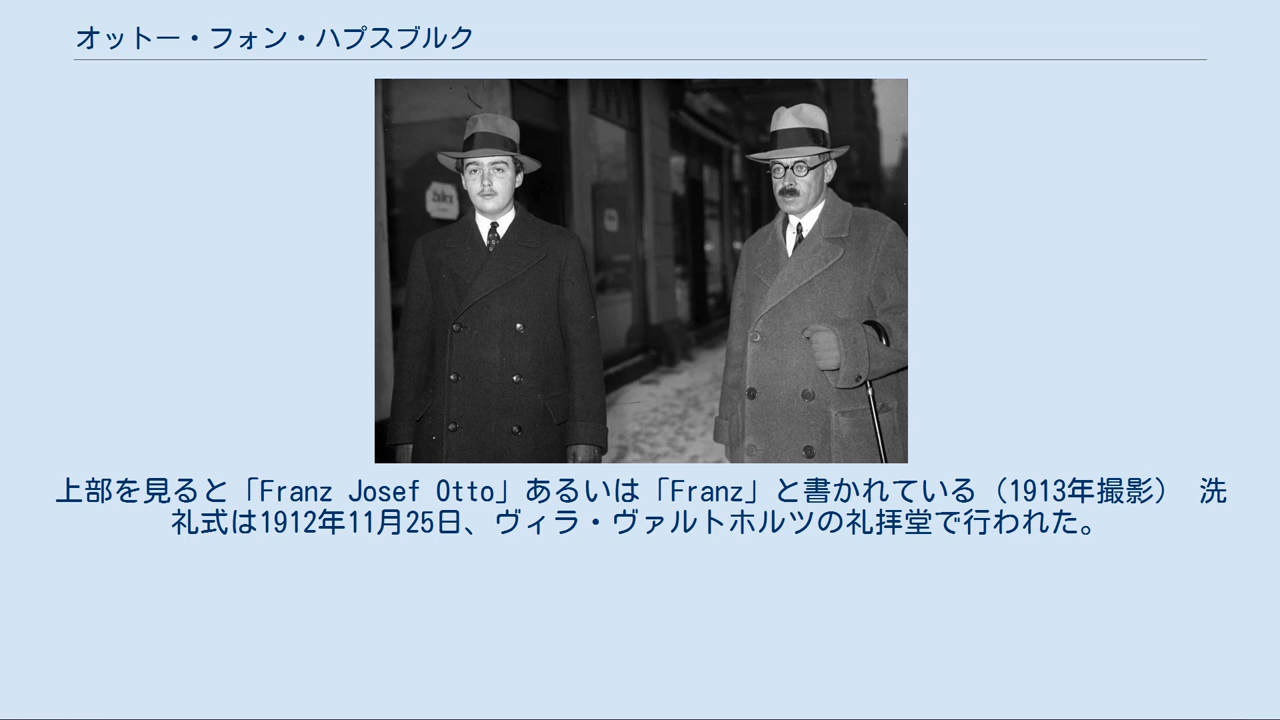 オットー・フォン・ハプスブルク
上部を見ると「Franz Josef Otto」あるいは「Franz」と書かれている（1913年撮影） 洗
礼式は1912年11月25日、ヴィラ・ヴァルトホルツの礼拝堂で行われた。